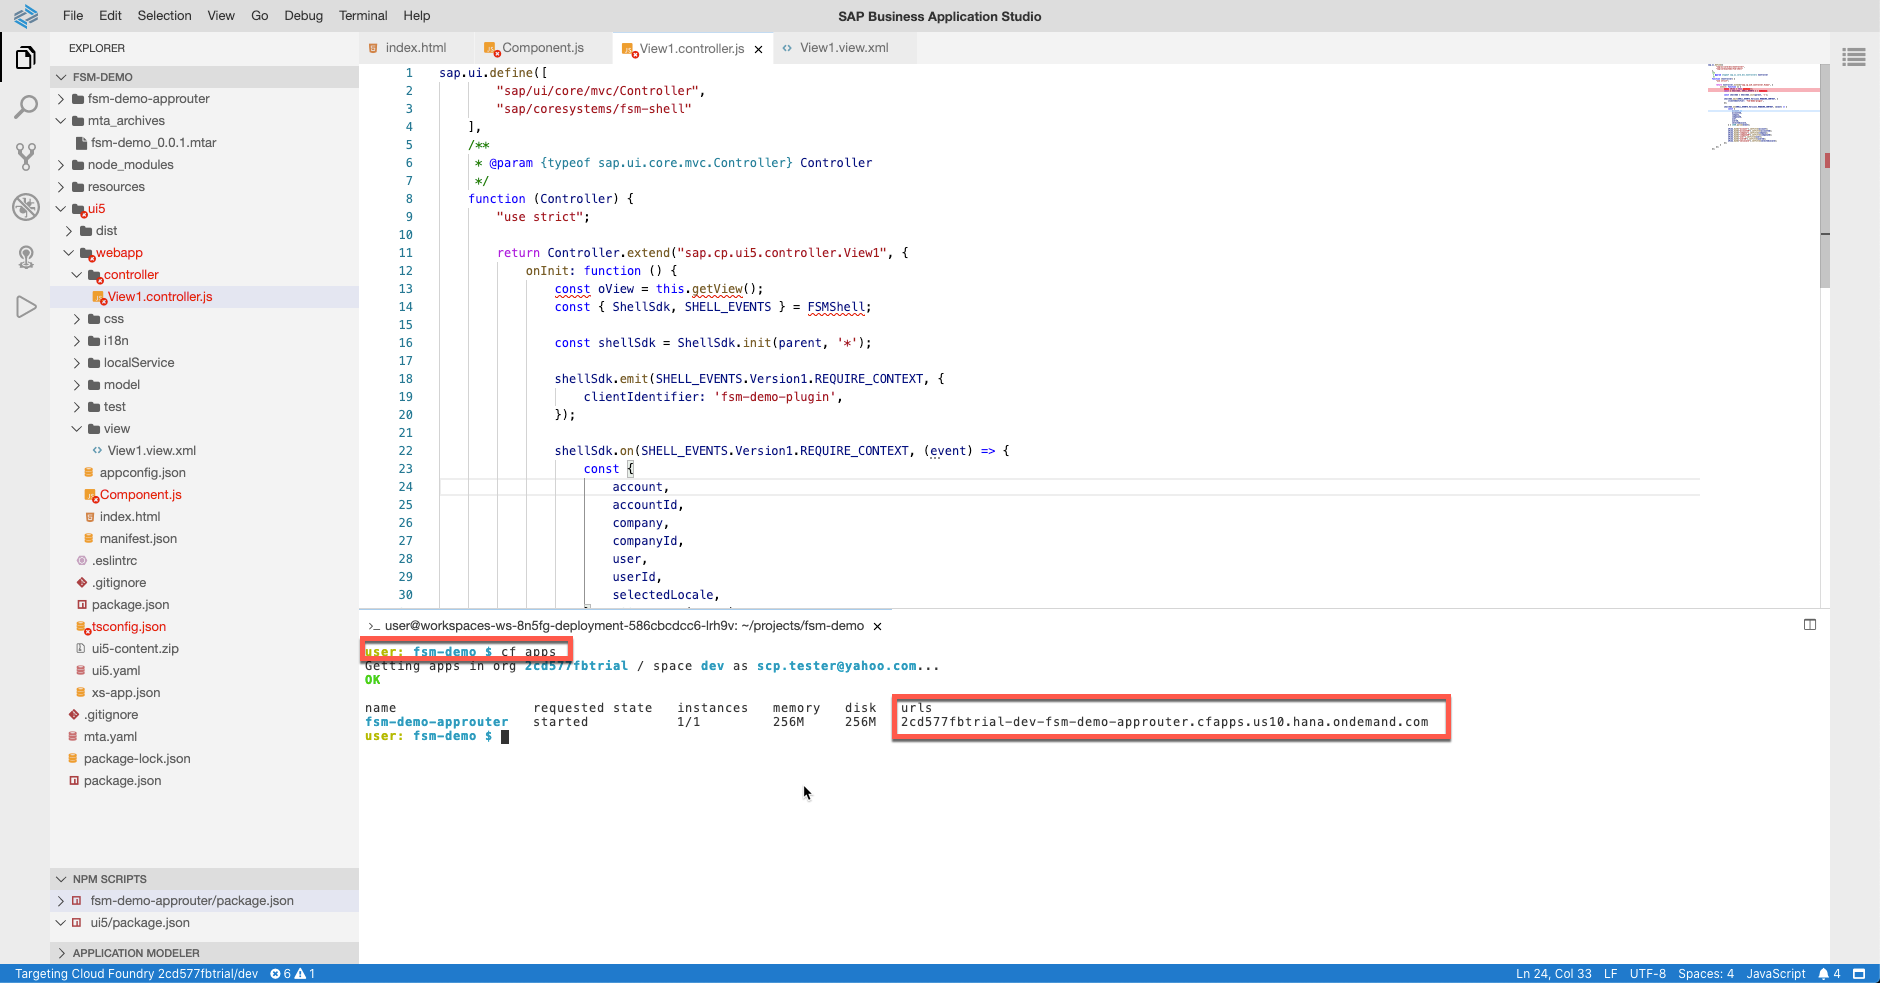 File Edit Selection View Go Debug Terminal Help
SAP Business Application Studio
EXPLORER
FSM-DEMO
fsm-demo-approuter
mta_archives
fsm-demo_0.0.1.mtar
node_modules
resources
ui5
dist
webapp
controller
View1.controller.js
css
i18n
localService
model
test
view
View1.view.xml
appconfig.json
Component.js
index.html
manifest.json
.eslintrc
.gitignore
package.json
tsconfig.json
ui5-content.zip
ui5.yaml
xs-app.json
.gitignore
mta.yaml
package-lock.json
package.json
NPM SCRIPTS
fsm-demo-approuter/package.json
ui5/package.json
APPLICATION MODELER
index.html Component.js View1.controller.js × View1.view.xml
1 sap.ui.define([
2 "sap/ui/core/mvc/Controller",
3 "sap/coresystems/fsm-shell"
4 ],
5 /**
6 * @param {typeof sap.ui.core.mvc.Controller} Controller
7 */
8 function (Controller) {
9 "use strict";
10
11 return Controller.extend("sap.cp.ui5.controller.View1", {
12 onInit: function () {
13 const oView = this.getView();
14 const { ShellSdk, SHELL_EVENTS } = FSMShell;
15
16 const shellSdk = ShellSdk.init(parent, '*');
17
18 shellSdk.emit(SHELL_EVENTS.Version1.REQUIRE_CONTEXT, {
19 clientIdentifier: 'fsm-demo-plugin',
20 });
21
22 shellSdk.on(SHELL_EVENTS.Version1.REQUIRE_CONTEXT, (event) => {
23 const {
24 account,
25 accountId,
26 company,
27 companyId,
28 user,
29 userId,
30 selectedLocale,
>_ user@workspaces-ws-8n5fg-deployment-586cbcdcc6-lrh9v: ~/projects/fsm-demo ×
user: fsm-demo $ cf apps
Getting apps in org 2cd577fbtrial / space dev as scp.tester@yahoo.com...
OK
name requested state instances memory disk urls
fsm-demo-approuter started 1/1 256M 256M 2cd577fbtrial-dev-fsm-demo-approuter.cfapps.us10.hana.ondemand.com
user: fsm-demo $
Targeting Cloud Foundry 2cd577fbtrial/dev 6 1 Ln 24, Col 33 LF UTF-8 Spaces: 4 JavaScript 4